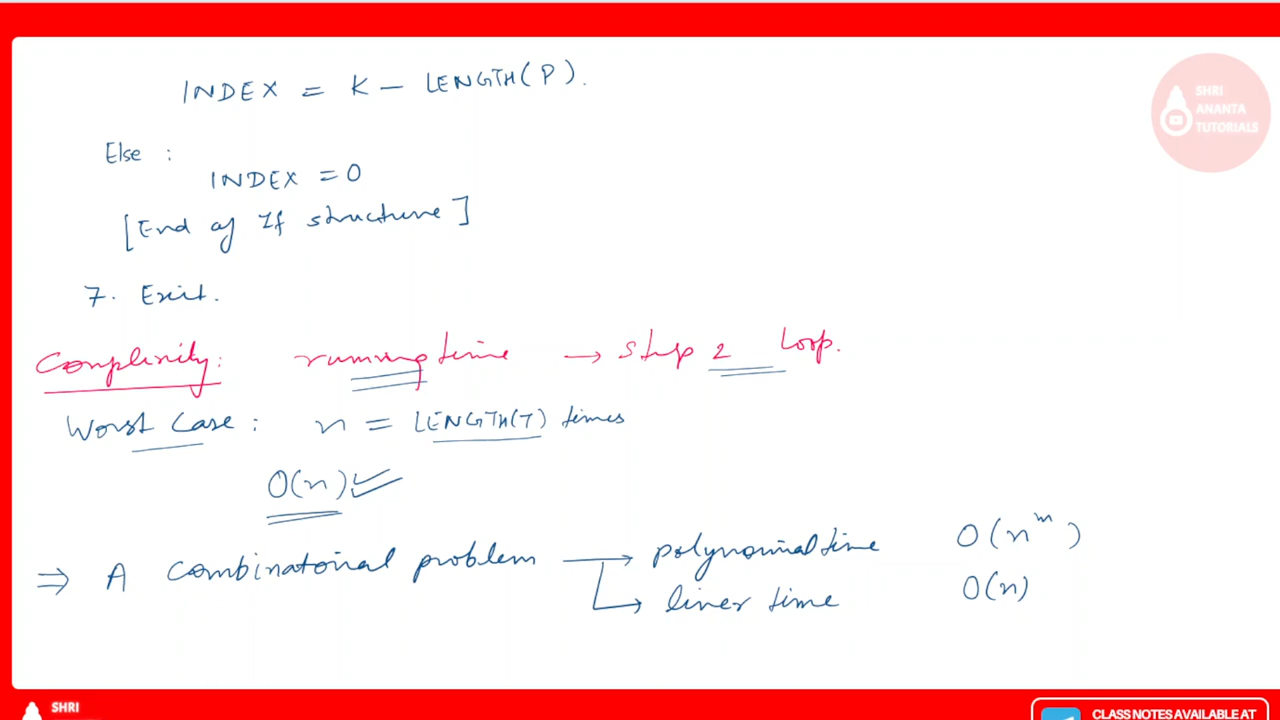 INDEX = K - LENGTH(P).
SHRI
ANANTA
TUTORIALS
Else :
INDEX = 0
[End of If structure]
7. Exit.
Complexity: running time → step 2 loop.
Worst Case : n = LENGTH(T) times
O(n)
⇒ A combinatorial problem → polynomial time O(n^m)
→ liner time O(n)
SHRI
CLASS NOTES AVAILABLE AT